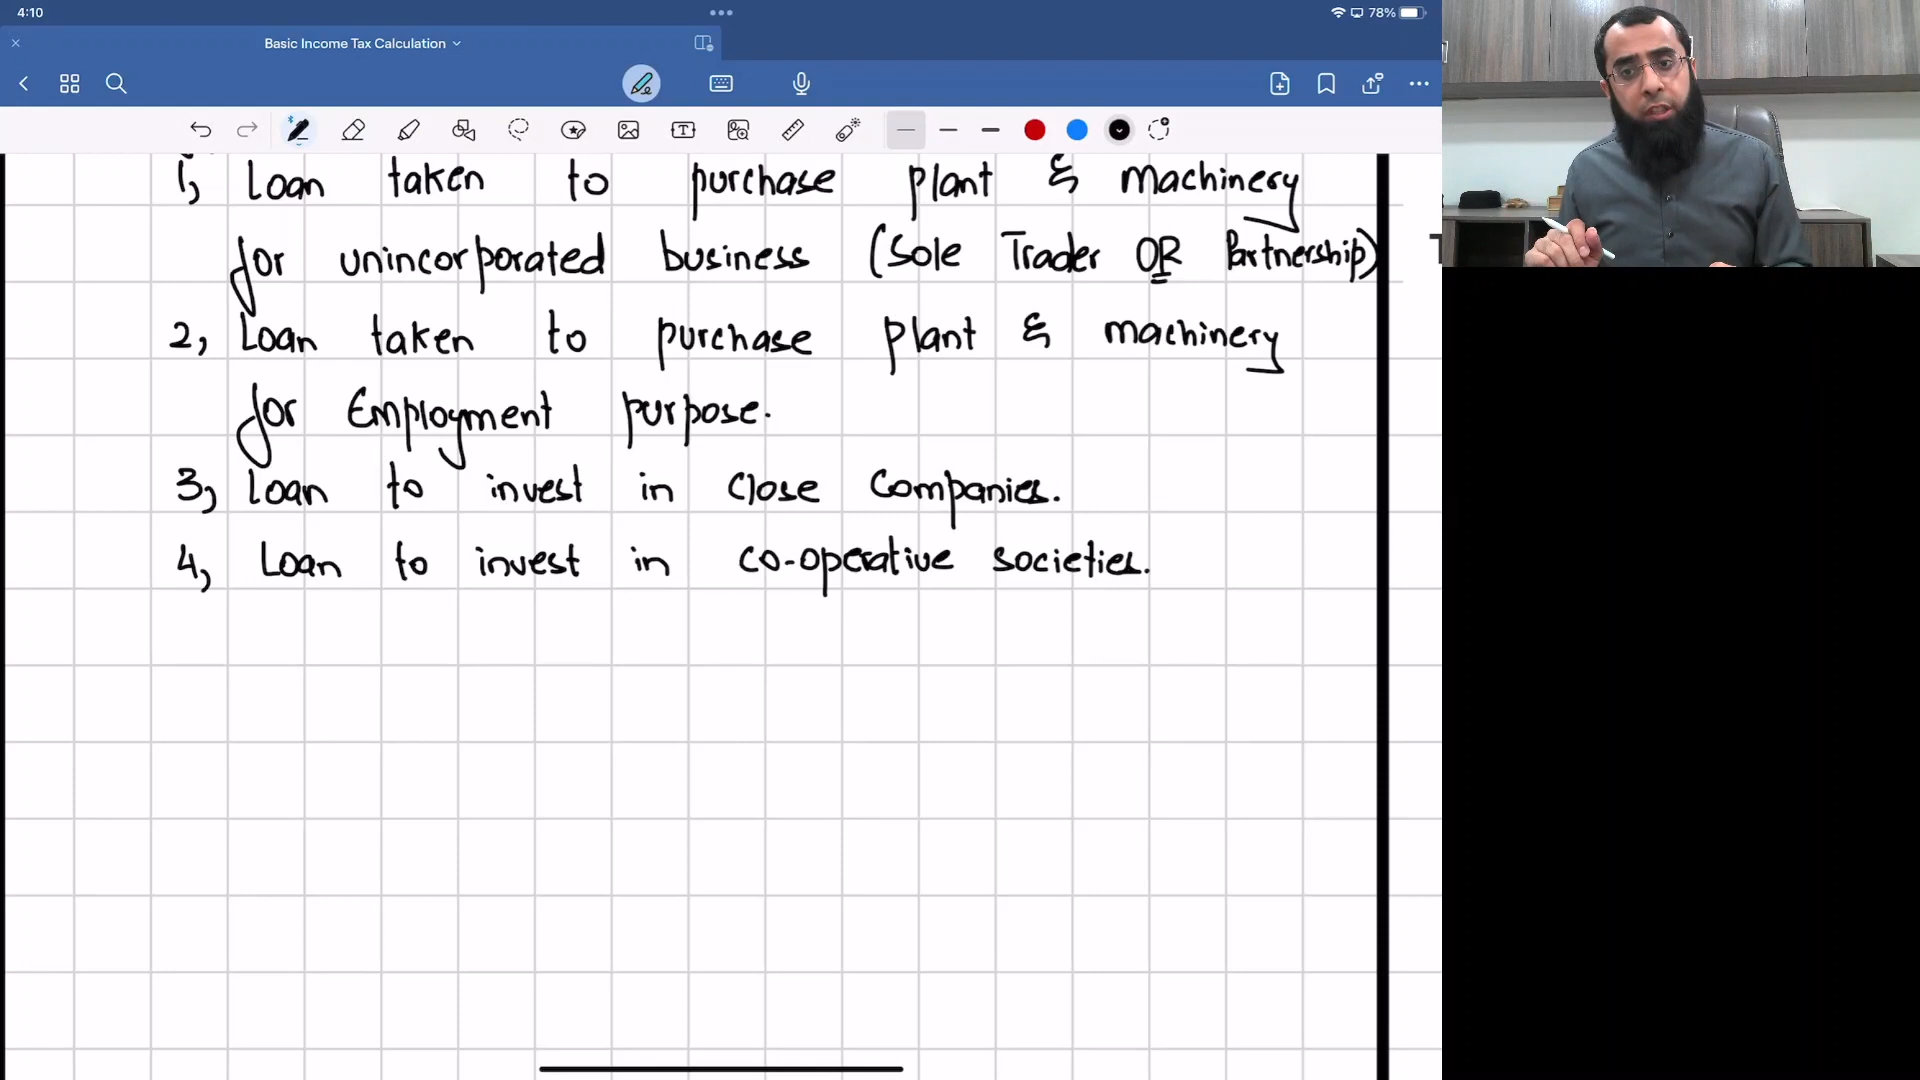 4:10
78%
Basic Income Tax Calculation
1, Loan taken to purchase plant & machinery
for unincorporated business (Sole Trader OR Partnership)
2, Loan taken to purchase plant & machinery
for Employment purpose.
3, Loan to invest in close companies.
4, Loan to invest in co-operative societies.